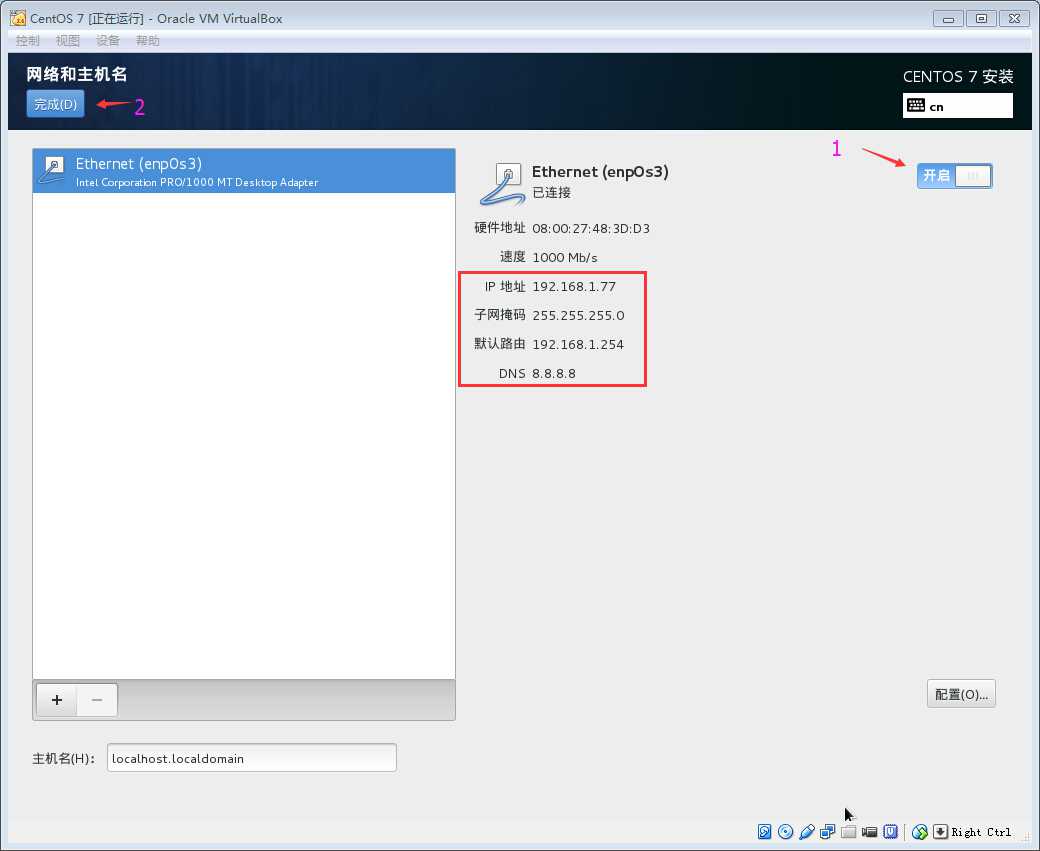 CentOS 7 [正在运行] - Oracle VM VirtualBox
控制 视图 设备 帮助
网络和主机名
CENTOS 7 安装
完成(D)
2
cn
1
Ethernet (enp0s3)
Intel Corporation PRO/1000 MT Desktop Adapter
Ethernet (enp0s3)
已连接
开启
硬件地址 08:00:27:48:3D:D3
速度 1000 Mb/s
IP 地址 192.168.1.77
子网掩码 255.255.255.0
默认路由 192.168.1.254
DNS 8.8.8.8
+ −
配置(O)...
主机名(H)： localhost.localdomain
Right Ctrl